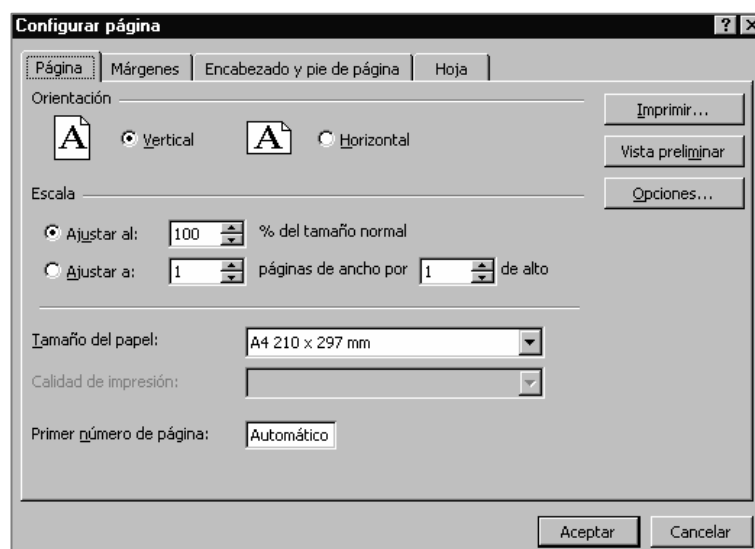 Configurar página
Página Márgenes Encabezado y pie de página Hoja
Orientación
A Vertical A Horizontal
Imprimir...
Vista preliminar
Opciones...
Escala
Ajustar al: 100 % del tamaño normal
Ajustar a: 1 páginas de ancho por 1 de alto
Tamaño del papel: A4 210 x 297 mm
Calidad de impresión:
Primer número de página: Automático
Aceptar Cancelar